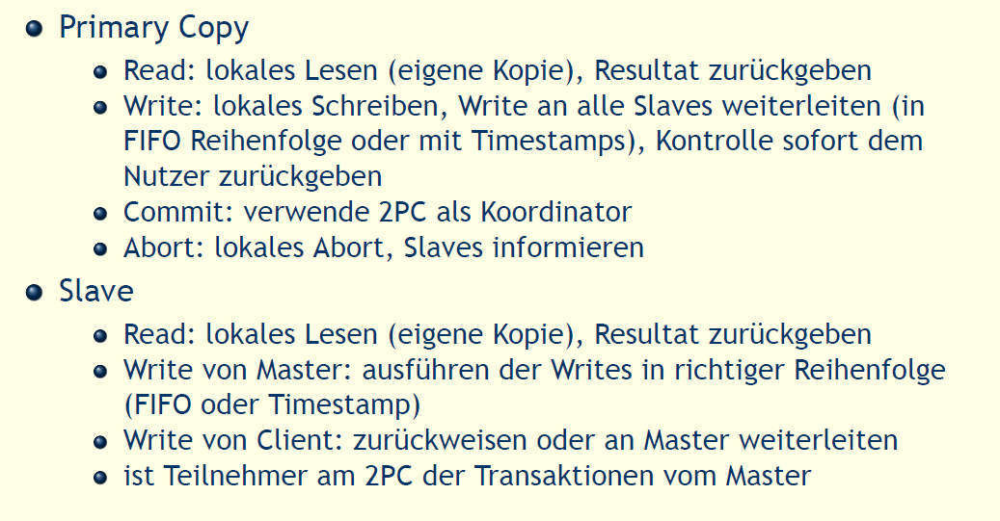 Primary Copy
Read: lokales Lesen (eigene Kopie), Resultat zurückgeben
Write: lokales Schreiben, Write an alle Slaves weiterleiten (in
FIFO Reihenfolge oder mit Timestamps), Kontrolle sofort dem
Nutzer zurückgeben
Commit: verwende 2PC als Koordinator
Abort: lokales Abort, Slaves informieren
Slave
Read: lokales Lesen (eigene Kopie), Resultat zurückgeben
Write von Master: ausführen der Writes in richtiger Reihenfolge
(FIFO oder Timestamp)
Write von Client: zurückweisen oder an Master weiterleiten
ist Teilnehmer am 2PC der Transaktionen vom Master